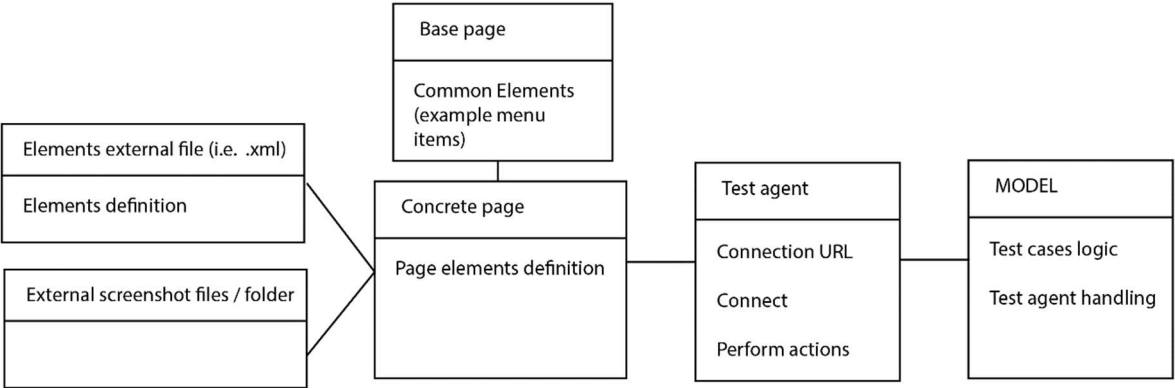 Base page
Common Elements
(example menu
items)
Elements external file (i.e. .xml)
Elements definition
External screenshot files / folder
Concrete page
Page elements definition
Test agent
Connection URL
Connect
Perform actions
MODEL
Test cases logic
Test agent handling